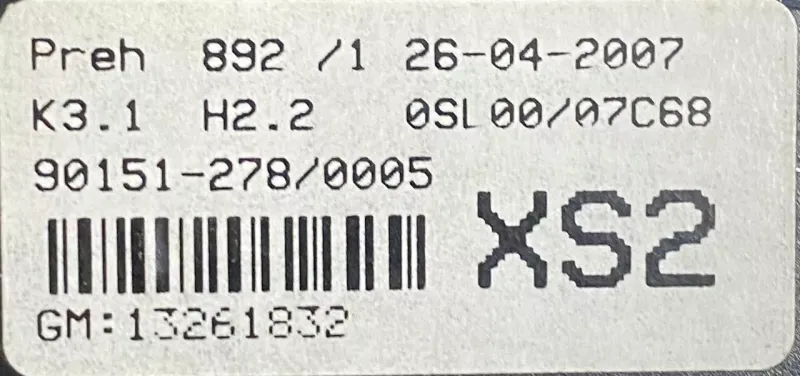 Preh 892 /1 26-04-2007
K3.1 H2.2 0SL00/07C68
90151-278/0005
XS2
GM:13261832